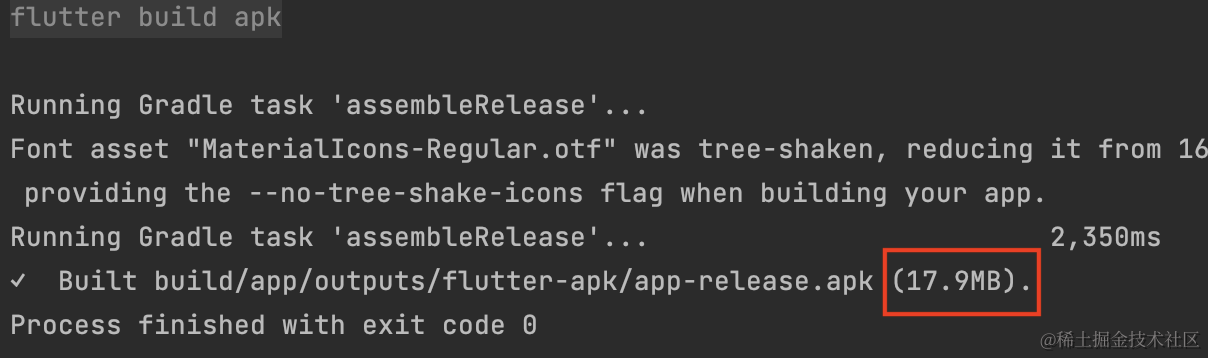 flutter build apk
Running Gradle task 'assembleRelease'...
Font asset "MaterialIcons-Regular.otf" was tree-shaken, reducing it from 16
providing the --no-tree-shake-icons flag when building your app.
Running Gradle task 'assembleRelease'... 2,350ms
✓ Built build/app/outputs/flutter-apk/app-release.apk (17.9MB).
Process finished with exit code 0
@稀土掘金技术社区